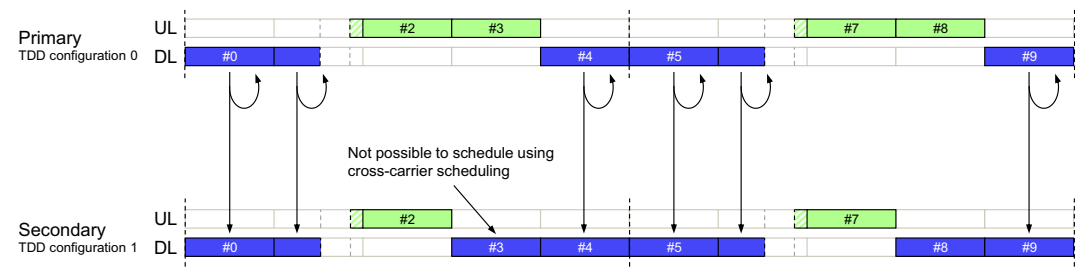 UL #2 #3 #7 #8
Primary
TDD configuration 0
DL #0 #4 #5 #9
Not possible to schedule using
cross-carrier scheduling
UL #2 #7
Secondary
TDD configuration 1
DL #0 #3 #4 #5 #8 #9